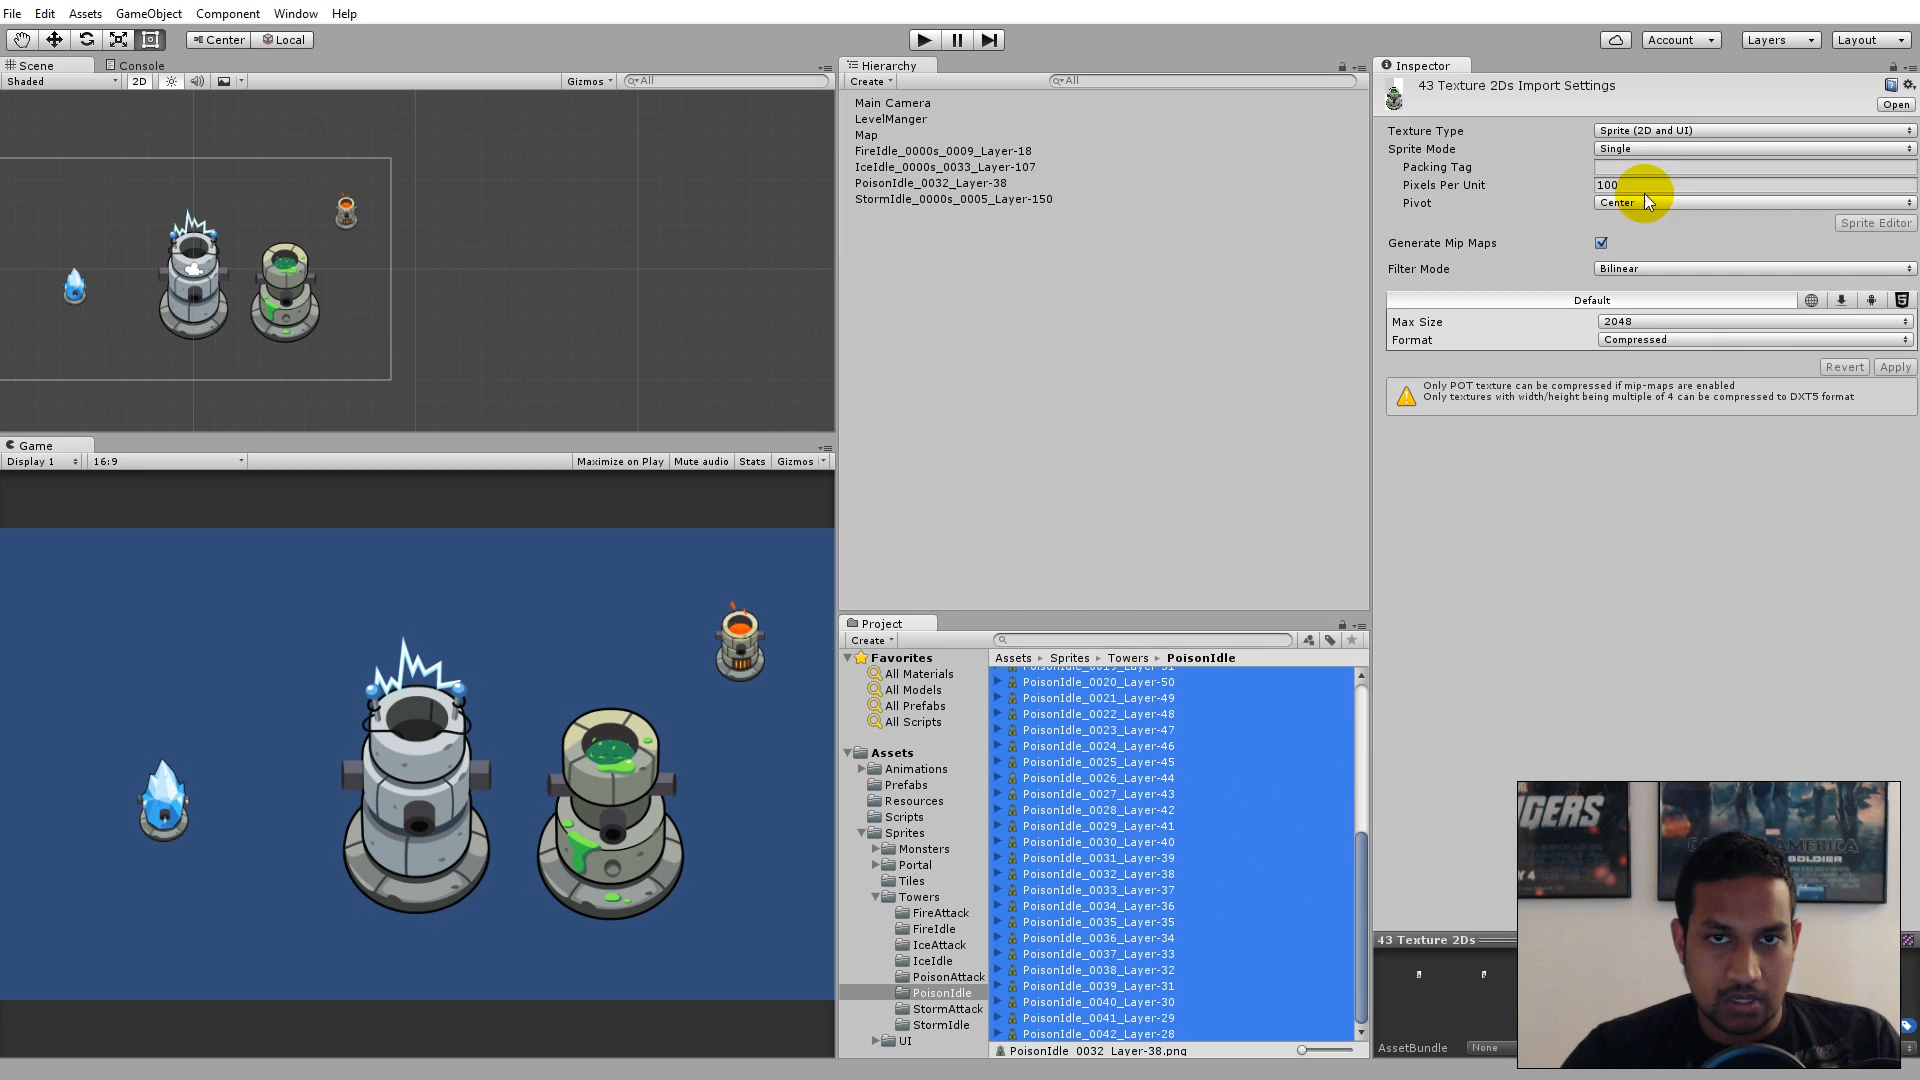 File Edit Assets GameObject Component Window Help
Center Local
Account Layers Layout
Scene Console
Shaded 2D Gizmos All
Game
Display 1 16:9 Maximize on Play Mute audio Stats Gizmos
Hierarchy
Create All
Main Camera
LevelManger
Map
FireIdle_0000s_0009_Layer-18
IceIdle_0000s_0033_Layer-107
PoisonIdle_0032_Layer-38
StormIdle_0000s_0005_Layer-150
Project
Create
Favorites
All Materials
All Models
All Prefabs
All Scripts
Assets
Animations
Prefabs
Resources
Scripts
Sprites
Monsters
Portal
Tiles
Towers
FireAttack
FireIdle
IceAttack
IceIdle
PoisonAttack
PoisonIdle
StormAttack
StormIdle
UI
Assets Sprites Towers PoisonIdle
PoisonIdle_0019_Layer-51
PoisonIdle_0020_Layer-50
PoisonIdle_0021_Layer-49
PoisonIdle_0022_Layer-48
PoisonIdle_0023_Layer-47
PoisonIdle_0024_Layer-46
PoisonIdle_0025_Layer-45
PoisonIdle_0026_Layer-44
PoisonIdle_0027_Layer-43
PoisonIdle_0028_Layer-42
PoisonIdle_0029_Layer-41
PoisonIdle_0030_Layer-40
PoisonIdle_0031_Layer-39
PoisonIdle_0032_Layer-38
PoisonIdle_0033_Layer-37
PoisonIdle_0034_Layer-36
PoisonIdle_0035_Layer-35
PoisonIdle_0036_Layer-34
PoisonIdle_0037_Layer-33
PoisonIdle_0038_Layer-32
PoisonIdle_0039_Layer-31
PoisonIdle_0040_Layer-30
PoisonIdle_0041_Layer-29
PoisonIdle_0042_Layer-28
PoisonIdle_0032_Layer-38.png
Inspector
43 Texture 2Ds Import Settings
Open
Texture Type Sprite (2D and UI)
Sprite Mode Single
Packing Tag
Pixels Per Unit 100
Pivot Center
Sprite Editor
Generate Mip Maps
Filter Mode Bilinear
Default
Max Size 2048
Format Compressed
Revert Apply
Only POT texture can be compressed if mip-maps are enabled
Only textures with width/height being multiple of 4 can be compressed to DXT5 format
43 Texture 2Ds
AssetBundle None
NGERS
Y 4
MARVEL
CAPTAIN AMERICA
SOLDIER